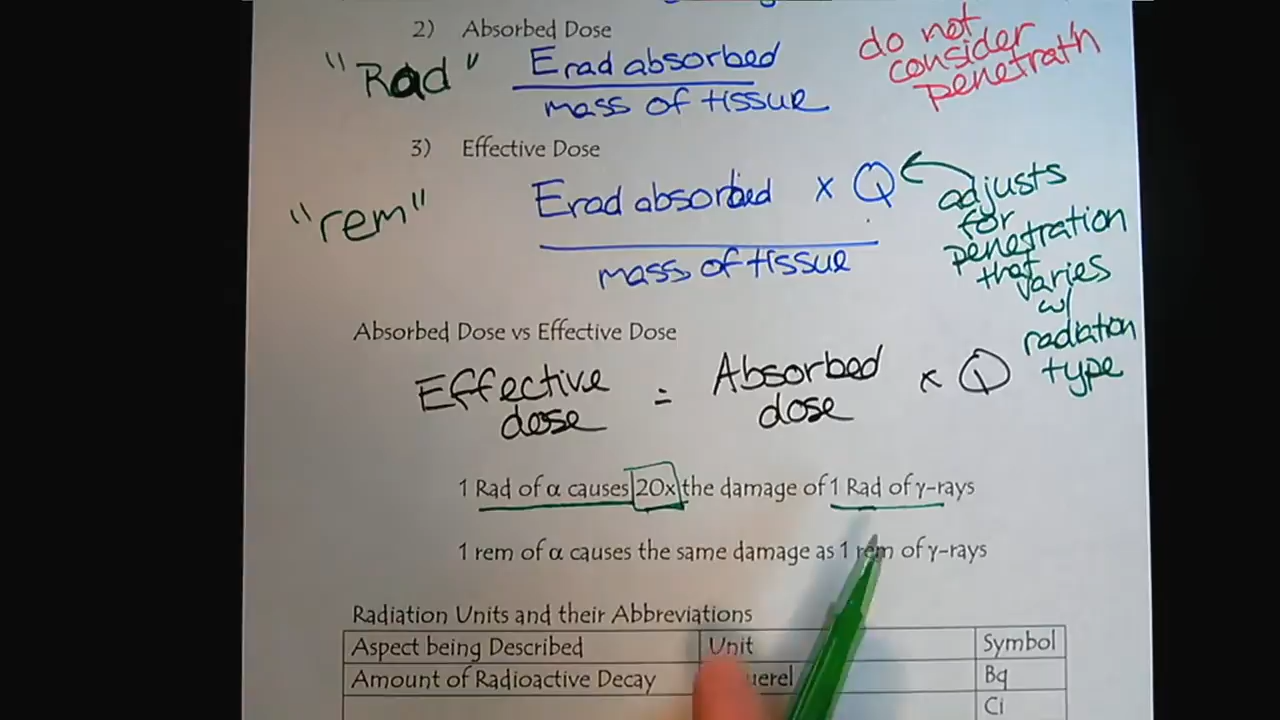 2) Absorbed Dose
"Rad" Erad absorbed
mass of tissue
do not
consider
penetrat'n
3) Effective Dose
"rem" Erad absorbed x Q
mass of tissue
adjusts
for
penetration
that
varies
w/
radiation
type
Absorbed Dose vs Effective Dose
Effective dose = Absorbed dose x Q
1 Rad of α causes 20x the damage of 1 Rad of γ-rays
1 rem of α causes the same damage as 1 rem of γ-rays
Radiation Units and their Abbreviations
Aspect being Described Unit Symbol
Amount of Radioactive Decay Bq
Ci